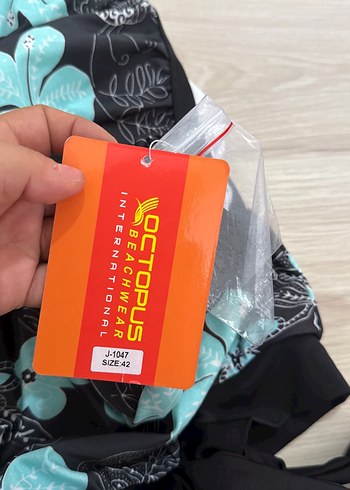 OCTOPUS
BEACHWEAR
INTERNATIONAL
J-1047
SIZE:42